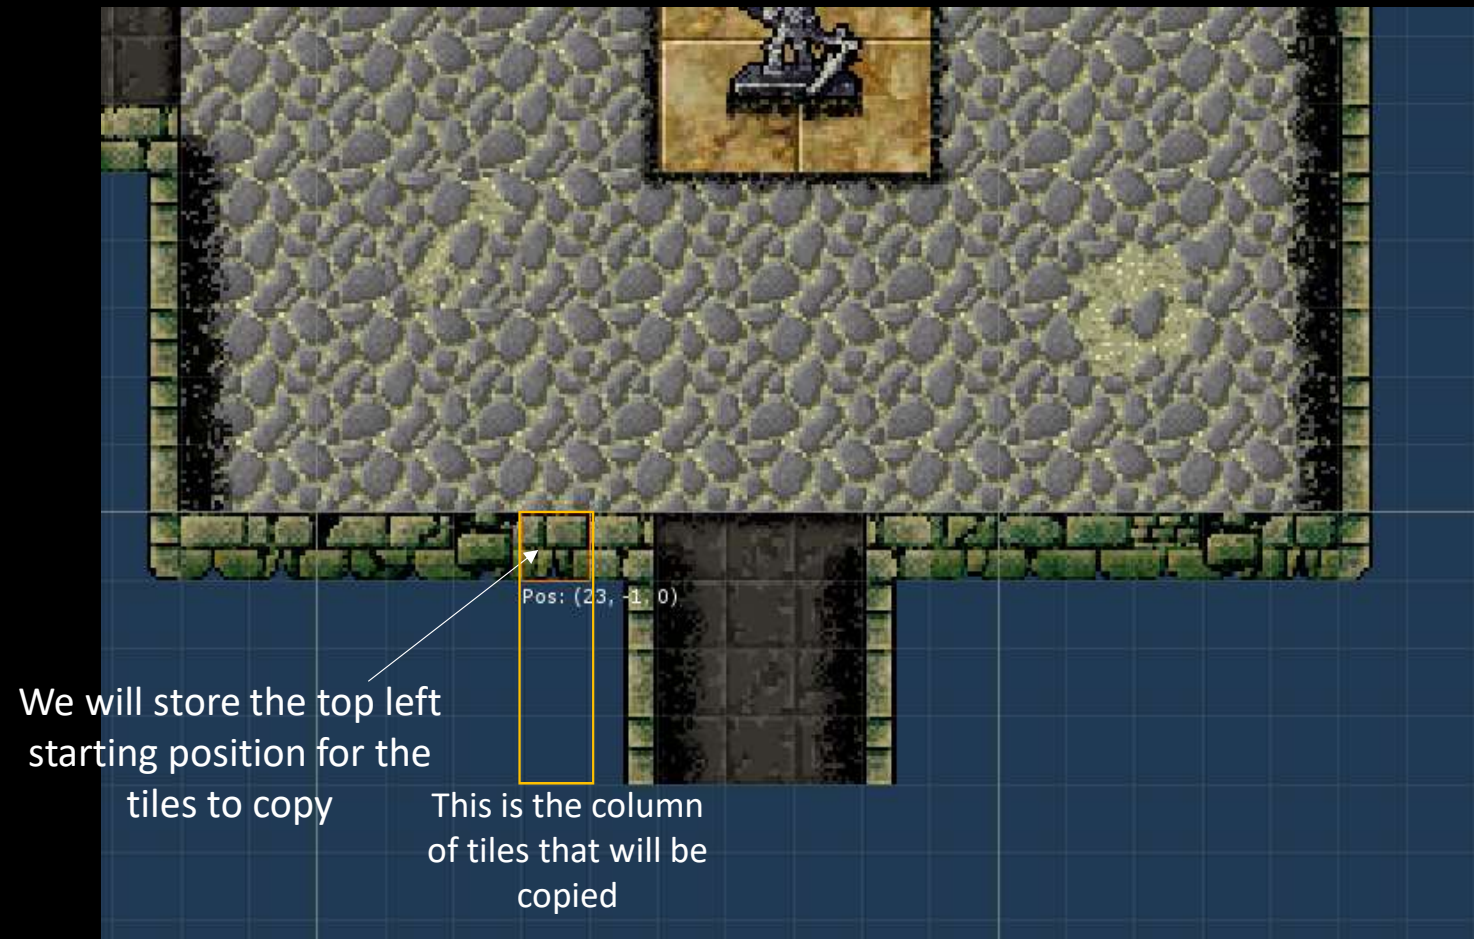 Pos: (23, -1, 0)
We will store the top left
starting position for the
tiles to copy
This is the column
of tiles that will be
copied